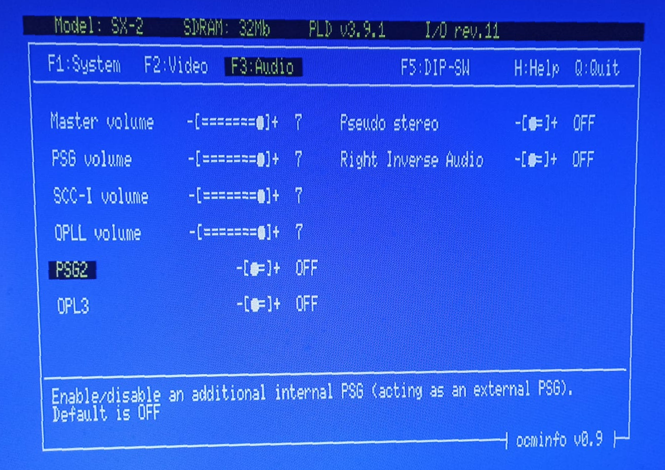 Model: SX-2 SDRAM: 32Mb PLD v3.9.1 I/O rev.11
F1:System F2:Video F3:Audio F5:DIP-SW H:Help Q:Quit
Master volume -[=======●]+ 7 Pseudo stereo -[●=]+ OFF
PSG volume -[=======●]+ 7 Right Inverse Audio -[●=]+ OFF
SCC-I volume -[=======●]+ 7
OPLL volume -[=======●]+ 7
PSG2 -[●=]+ OFF
OPL3 -[●=]+ OFF
Enable/disable an additional internal PSG (acting as an external PSG).
Default is OFF
ocminfo v0.9